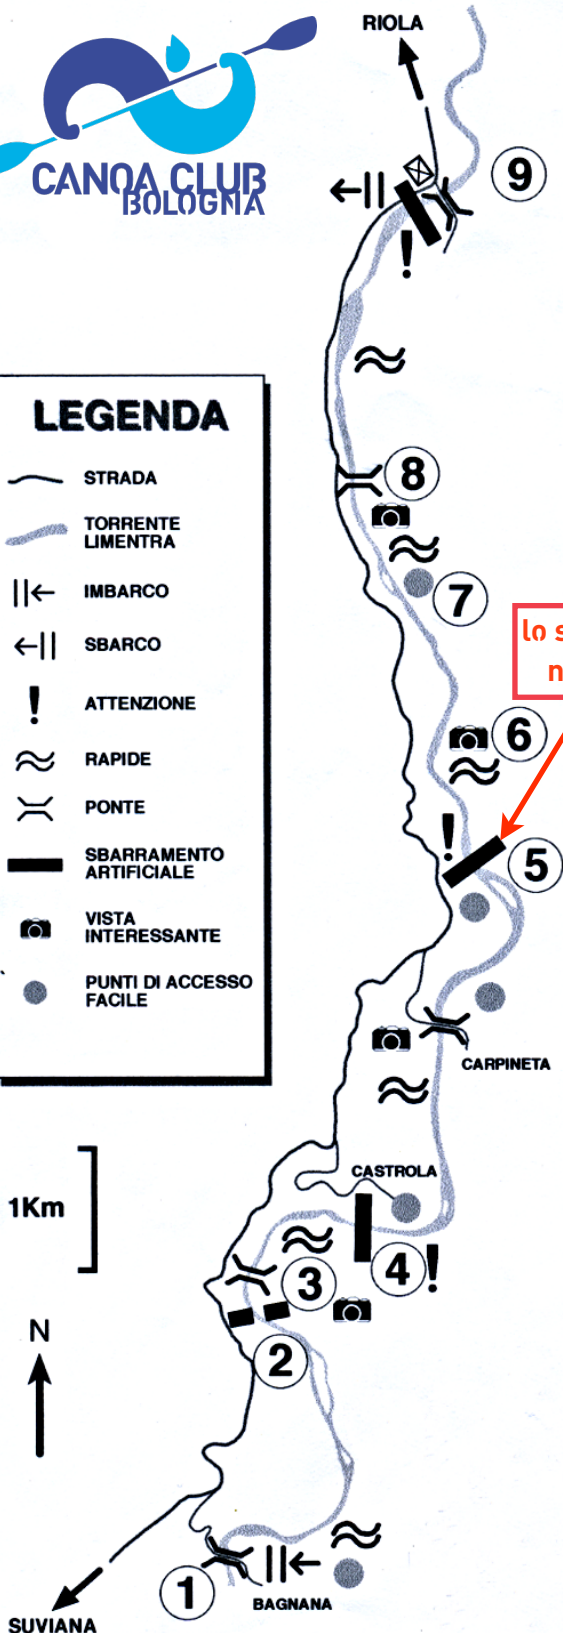 RIOLA
CANOA CLUB
BOLOGNA
9
LEGENDA
STRADA
TORRENTE
LIMENTRA
IMBARCO
SBARCO
ATTENZIONE
RAPIDE
PONTE
SBARRAMENTO
ARTIFICIALE
VISTA
INTERESSANTE
PUNTI DI ACCESSO
FACILE
8
7
lo
6
5
CARPINETA
CASTROLA
1Km
4
3
N
2
1
BAGNANA
SUVIANA